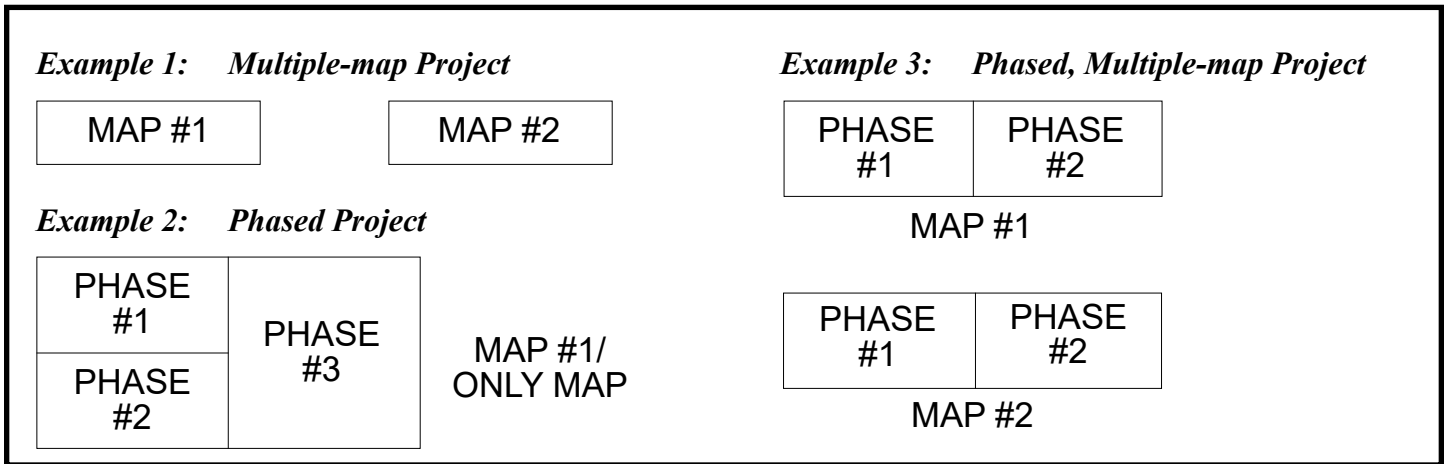 Example 1: Multiple-map Project
MAP #1
MAP #2
Example 2: Phased Project
PHASE
#1
PHASE
#2
PHASE
#3
MAP #1/
ONLY MAP
Example 3: Phased, Multiple-map Project
PHASE
#1
PHASE
#2
MAP #1
PHASE
#1
PHASE
#2
MAP #2